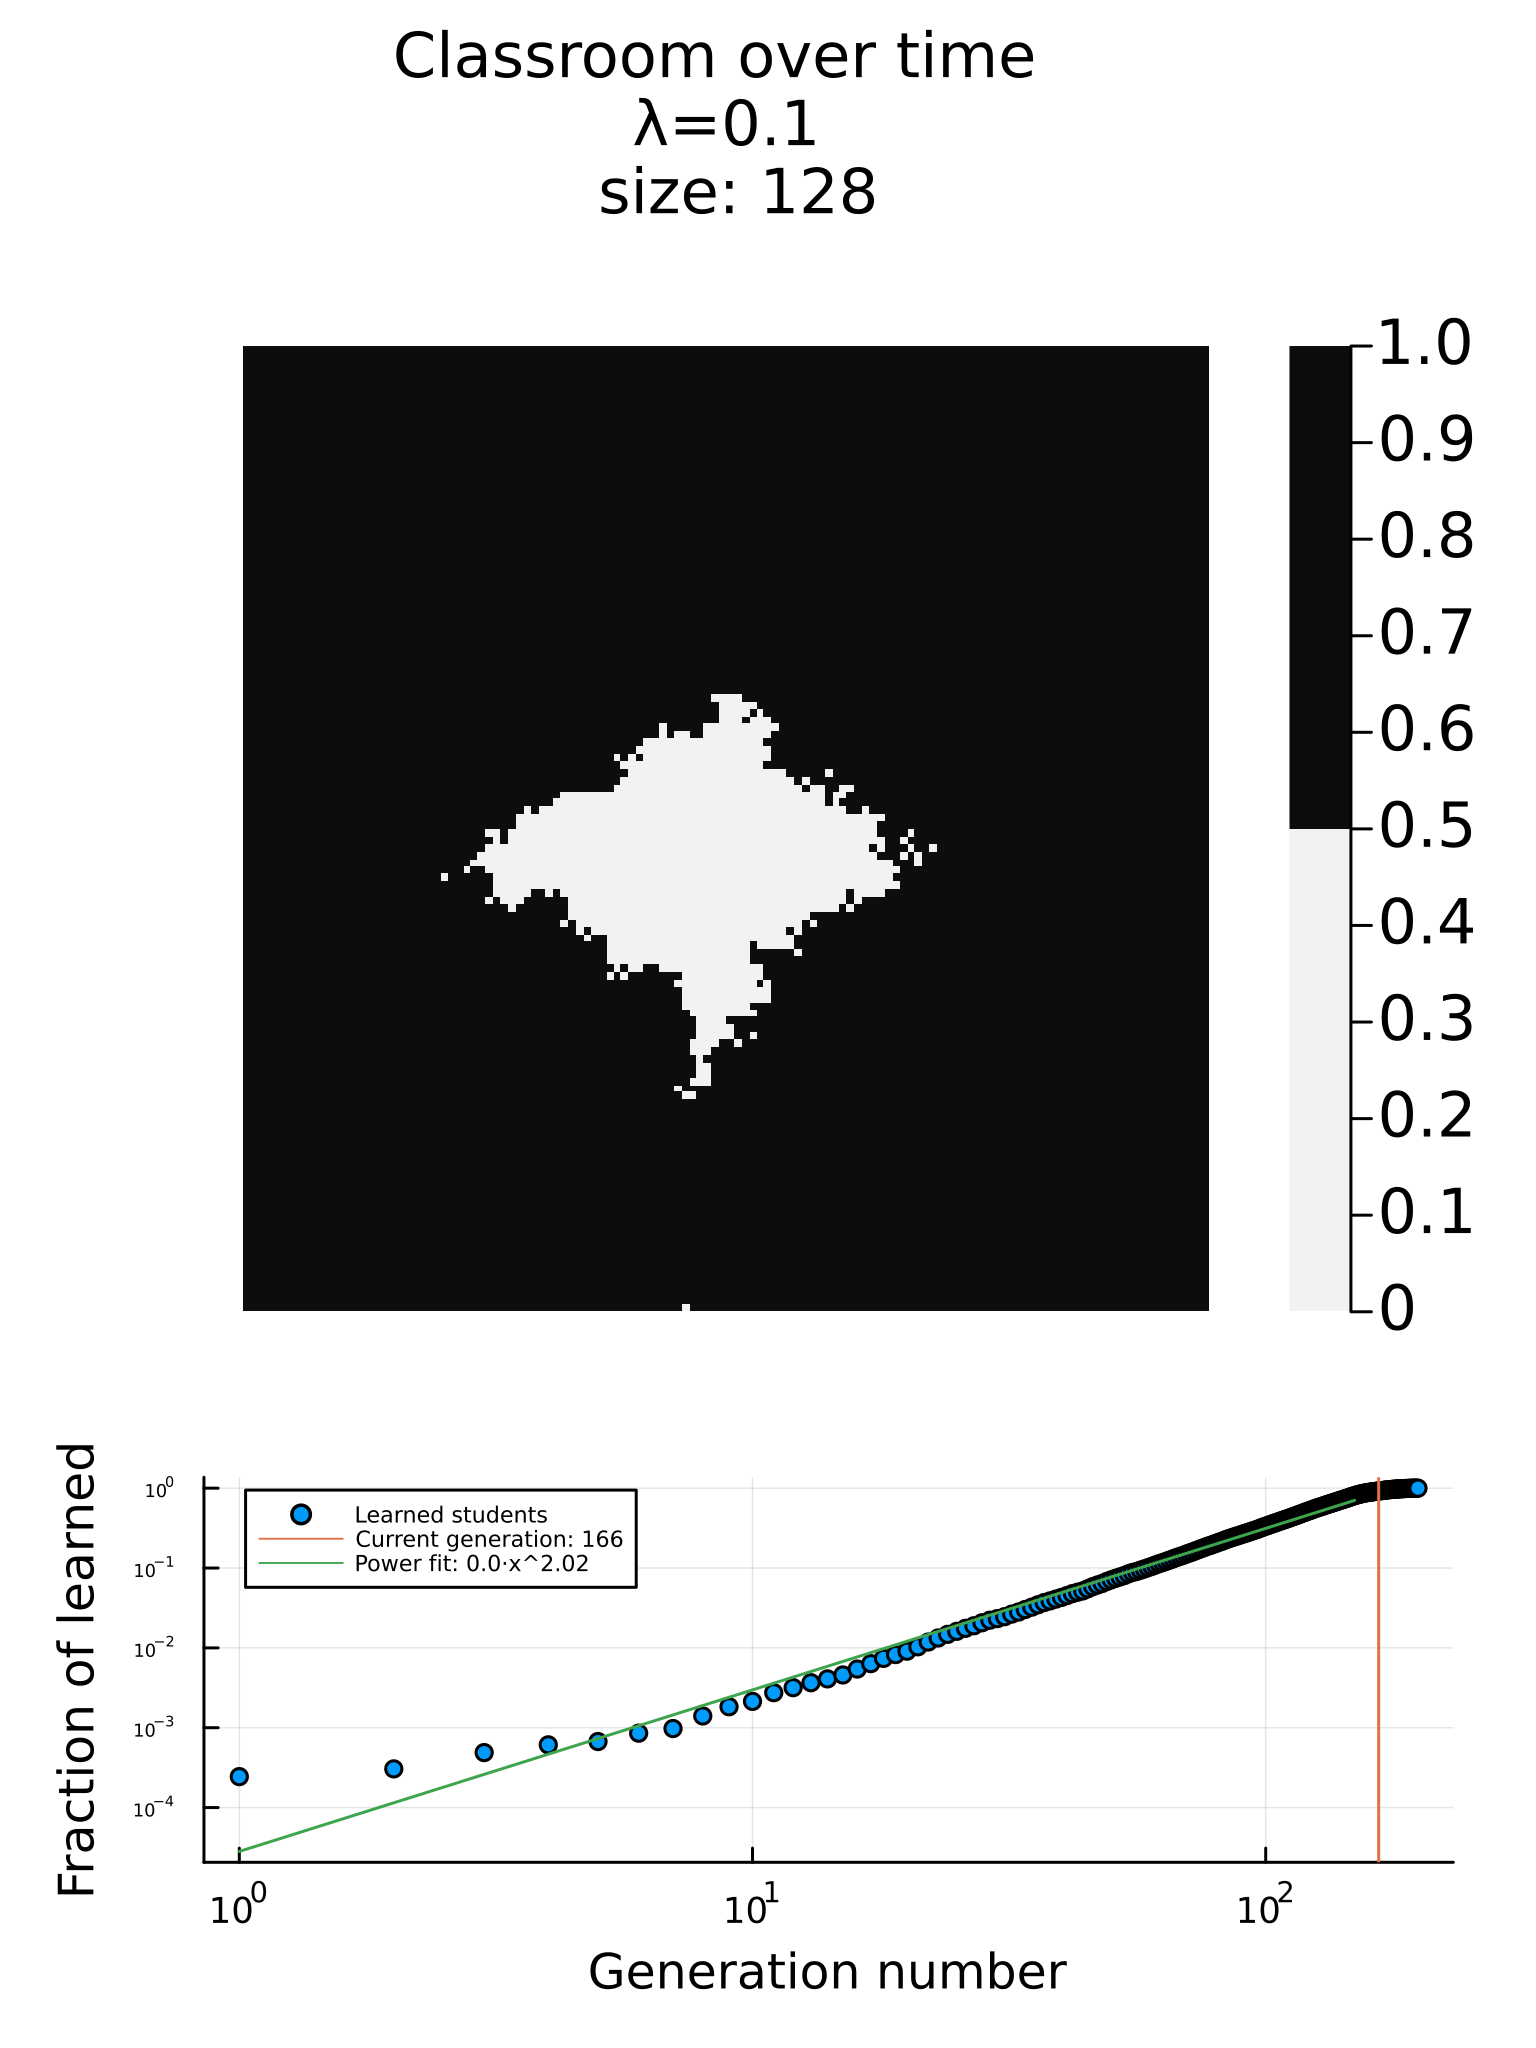 Classroom over time
λ=0.1
size: 128
1.0
0.9
0.8
0.7
0.6
0.5
0.4
0.3
0.2
0.1
0
Fraction of learned
10^0
10^-1
10^-2
10^-3
10^-4
Learned students
Current generation: 166
Power fit: 0.0·x^2.02
10^0
10^1
10^2
Generation number